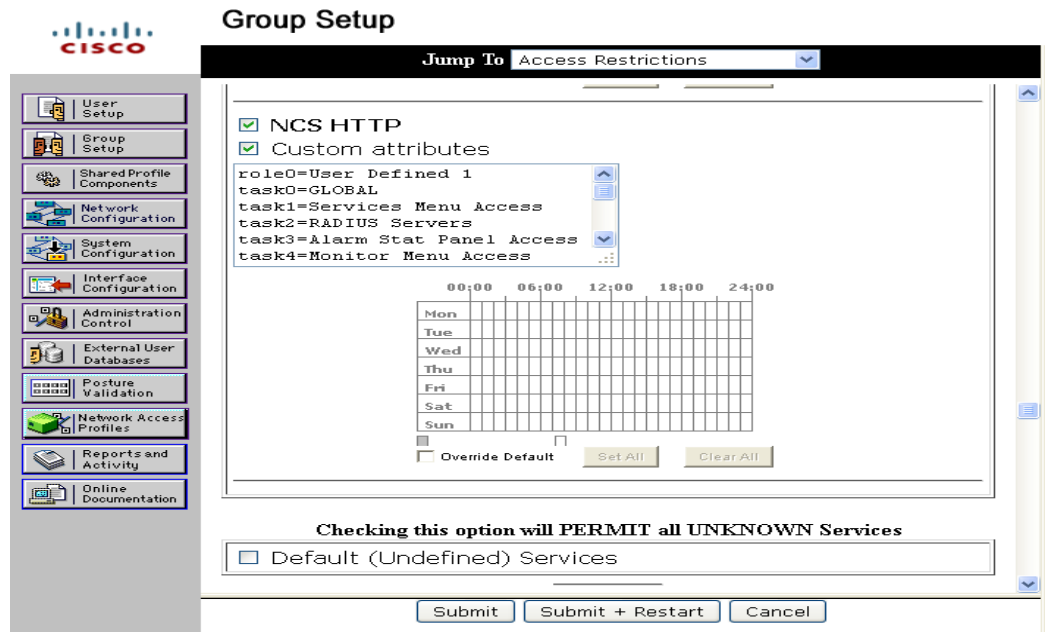 Group Setup
CISCO
Jump To Access Restrictions
User
Setup
Group
Setup
Shared Profile
Components
Network
Configuration
System
Configuration
Interface
Configuration
Administration
Control
External User
Databases
Posture
Validation
Network Access
Profiles
Reports and
Activity
Online
Documentation
NCS HTTP
Custom attributes
role0=User Defined 1
task0=GLOBAL
task1=Services Menu Access
task2=RADIUS Servers
task3=Alarm Stat Panel Access
task4=Monitor Menu Access
00:00 06:00 12:00 18:00 24:00
Mon
Tue
Wed
Thu
Fri
Sat
Sun
Override Default Set All Clear All
Checking this option will PERMIT all UNKNOWN Services
Default (Undefined) Services
Submit Submit + Restart Cancel